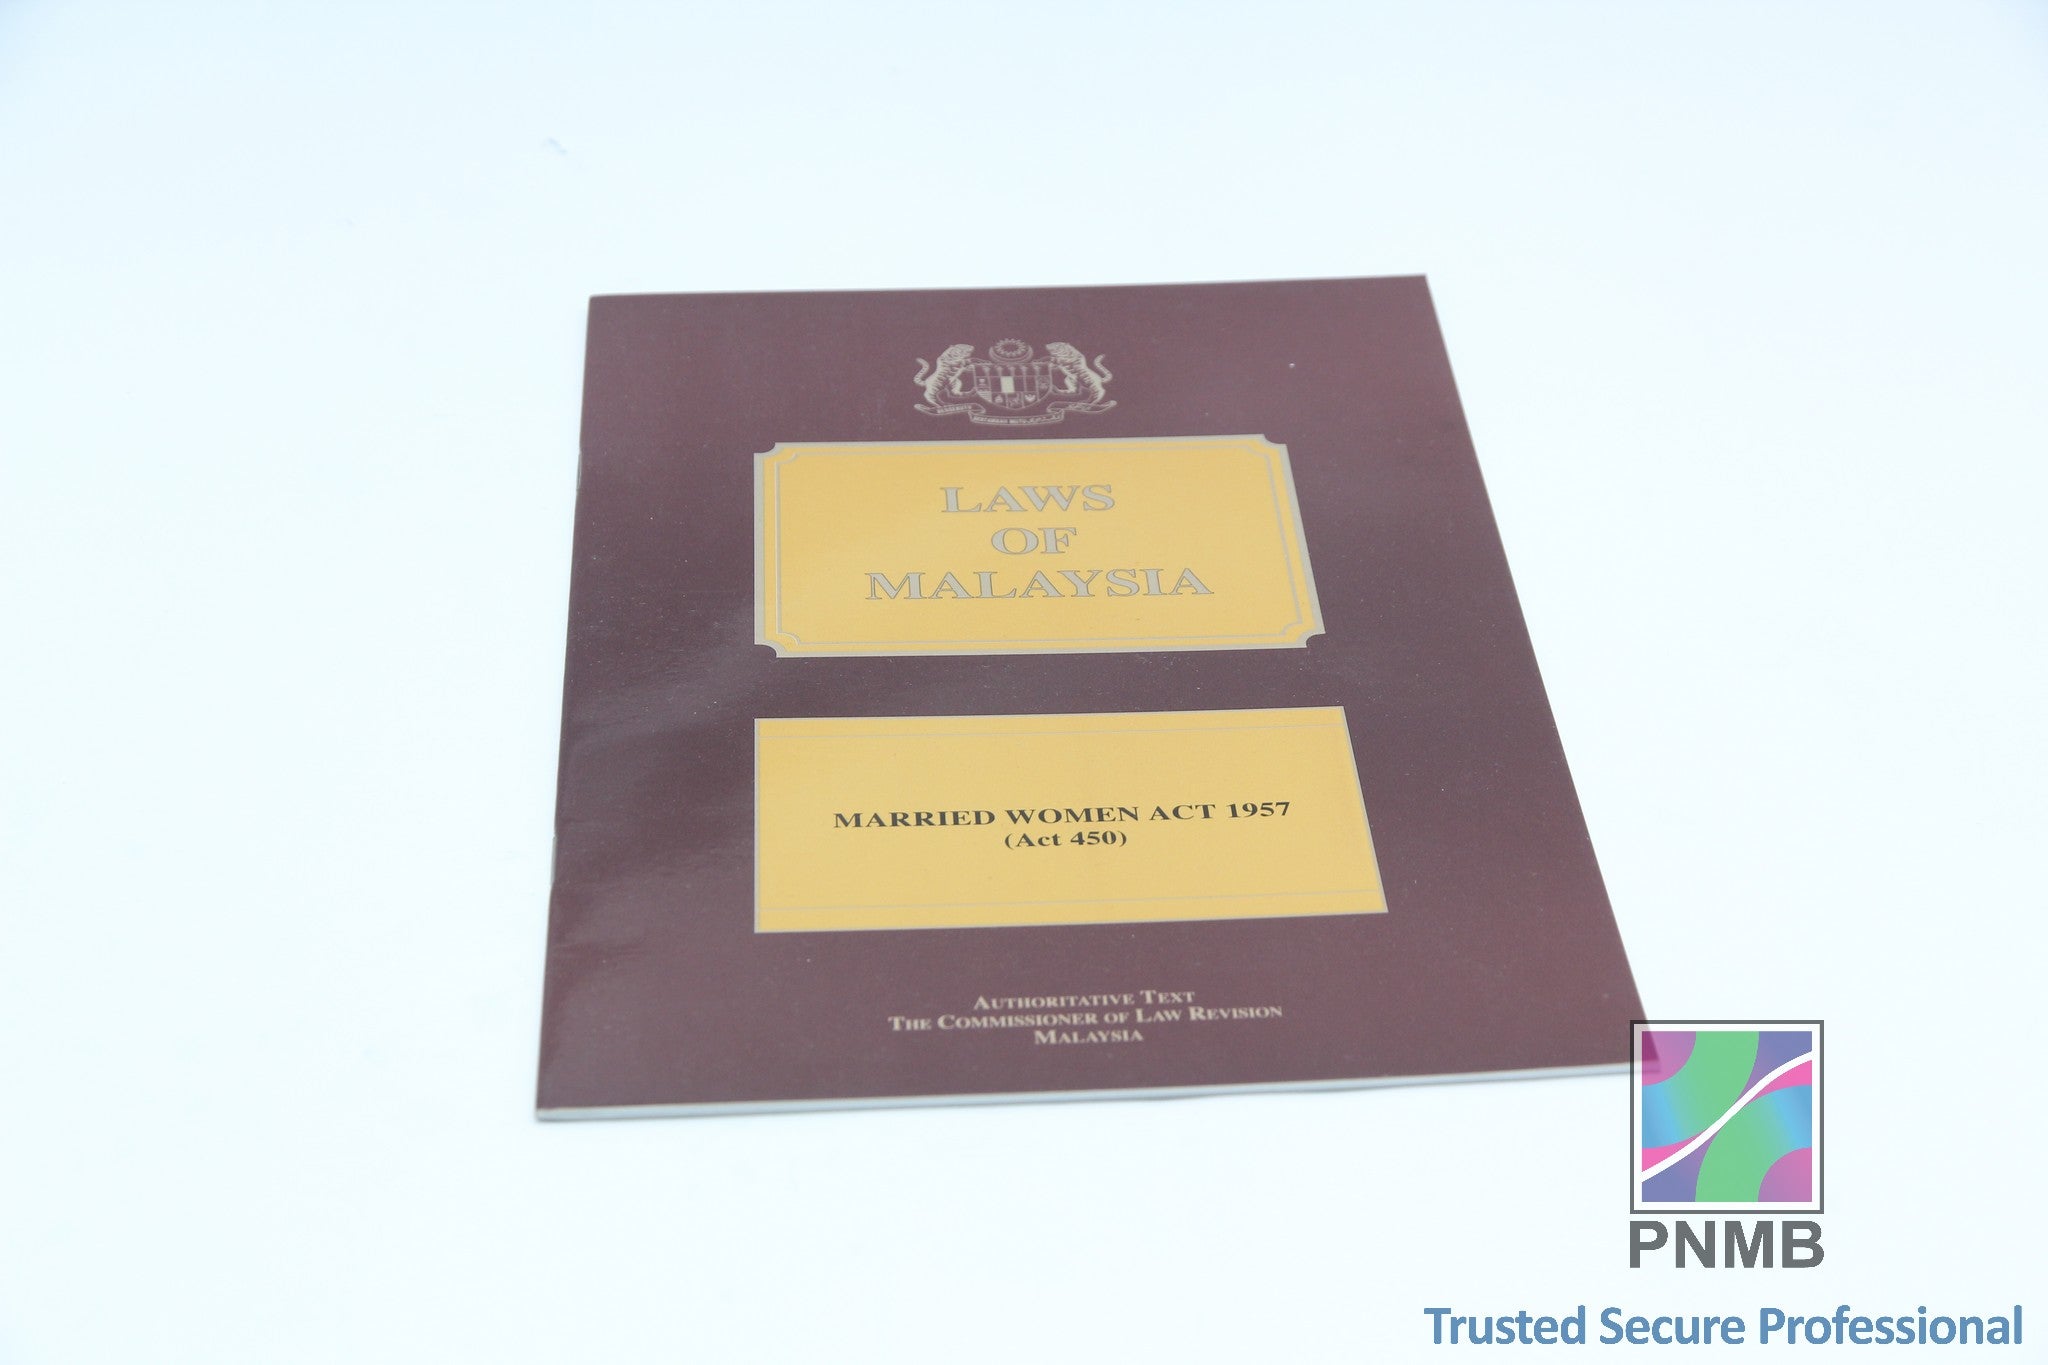 LAWS
OF
MALAYSIA
MARRIED WOMEN ACT 1957
(Act 450)
AUTHORITATIVE TEXT
THE COMMISSIONER OF LAW REVISION
MALAYSIA
PNMB
Trusted Secure Professional